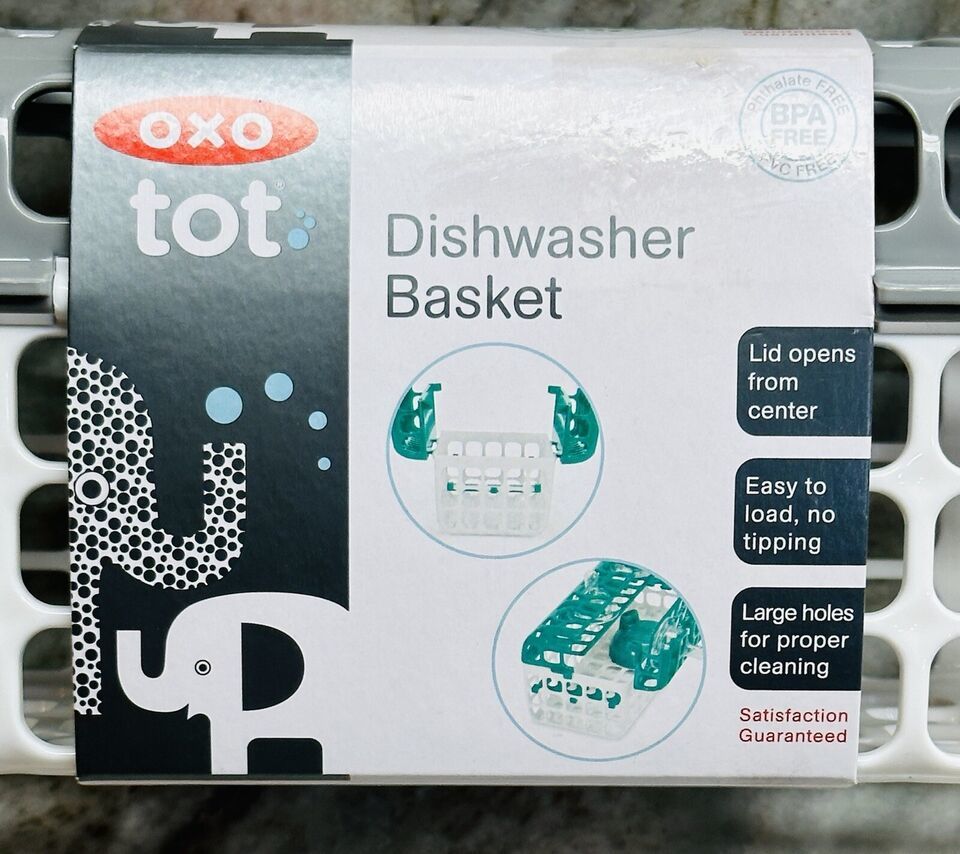 OXO
tot®
Phthalate FREE
BPA
FREE
PVC FREE
Dishwasher
Basket
Lid opens
from
center
Easy to
load, no
tipping
Large holes
for proper
cleaning
Satisfaction
Guaranteed